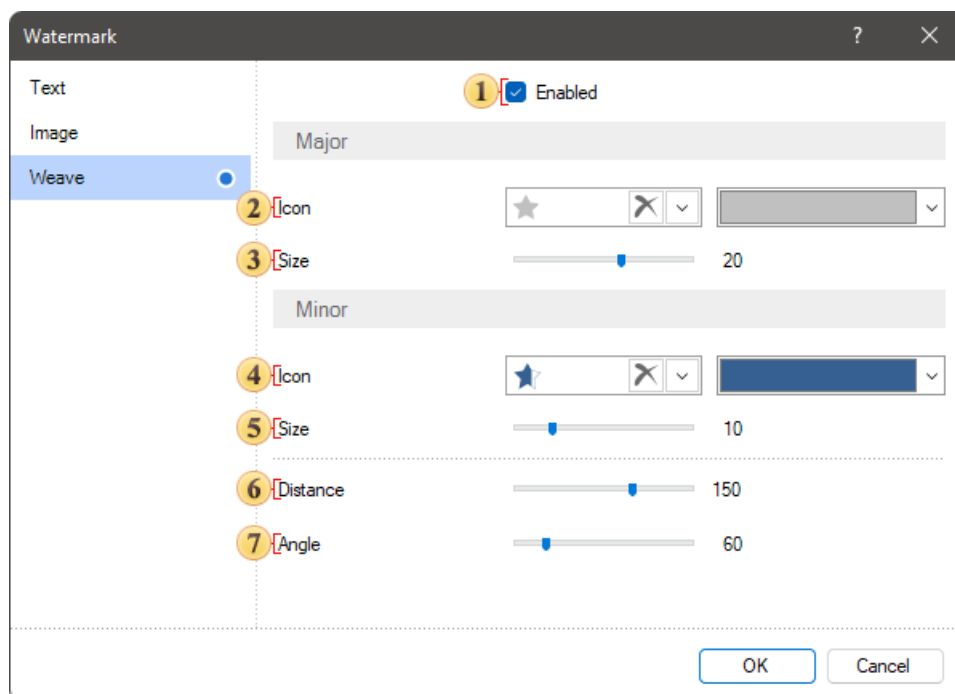 Watermark ?
Text
1 Enabled
Image
Major
Weave
2 Icon
3 Size 20
Minor
4 Icon
5 Size 10
6 Distance 150
7 Angle 60
OK Cancel